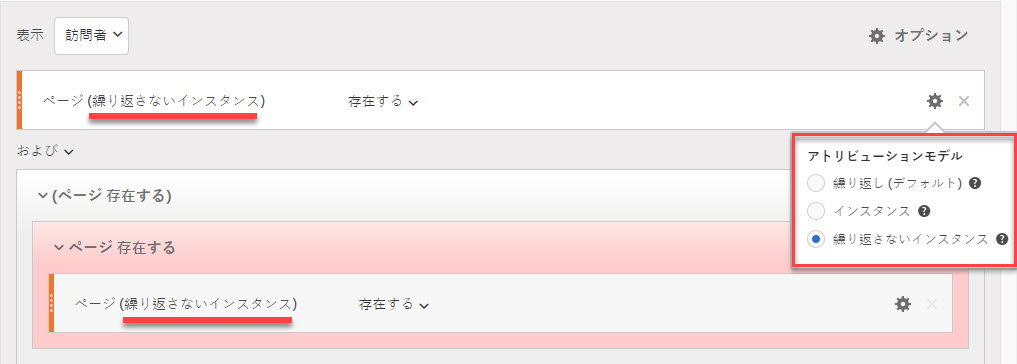 表示 訪問者 オプション
ページ (繰り返さないインスタンス) 存在する
および
アトリビューションモデル
繰り返し (デフォルト)
インスタンス
繰り返さないインスタンス
(ページ 存在する)
ページ 存在する
ページ (繰り返さないインスタンス) 存在する